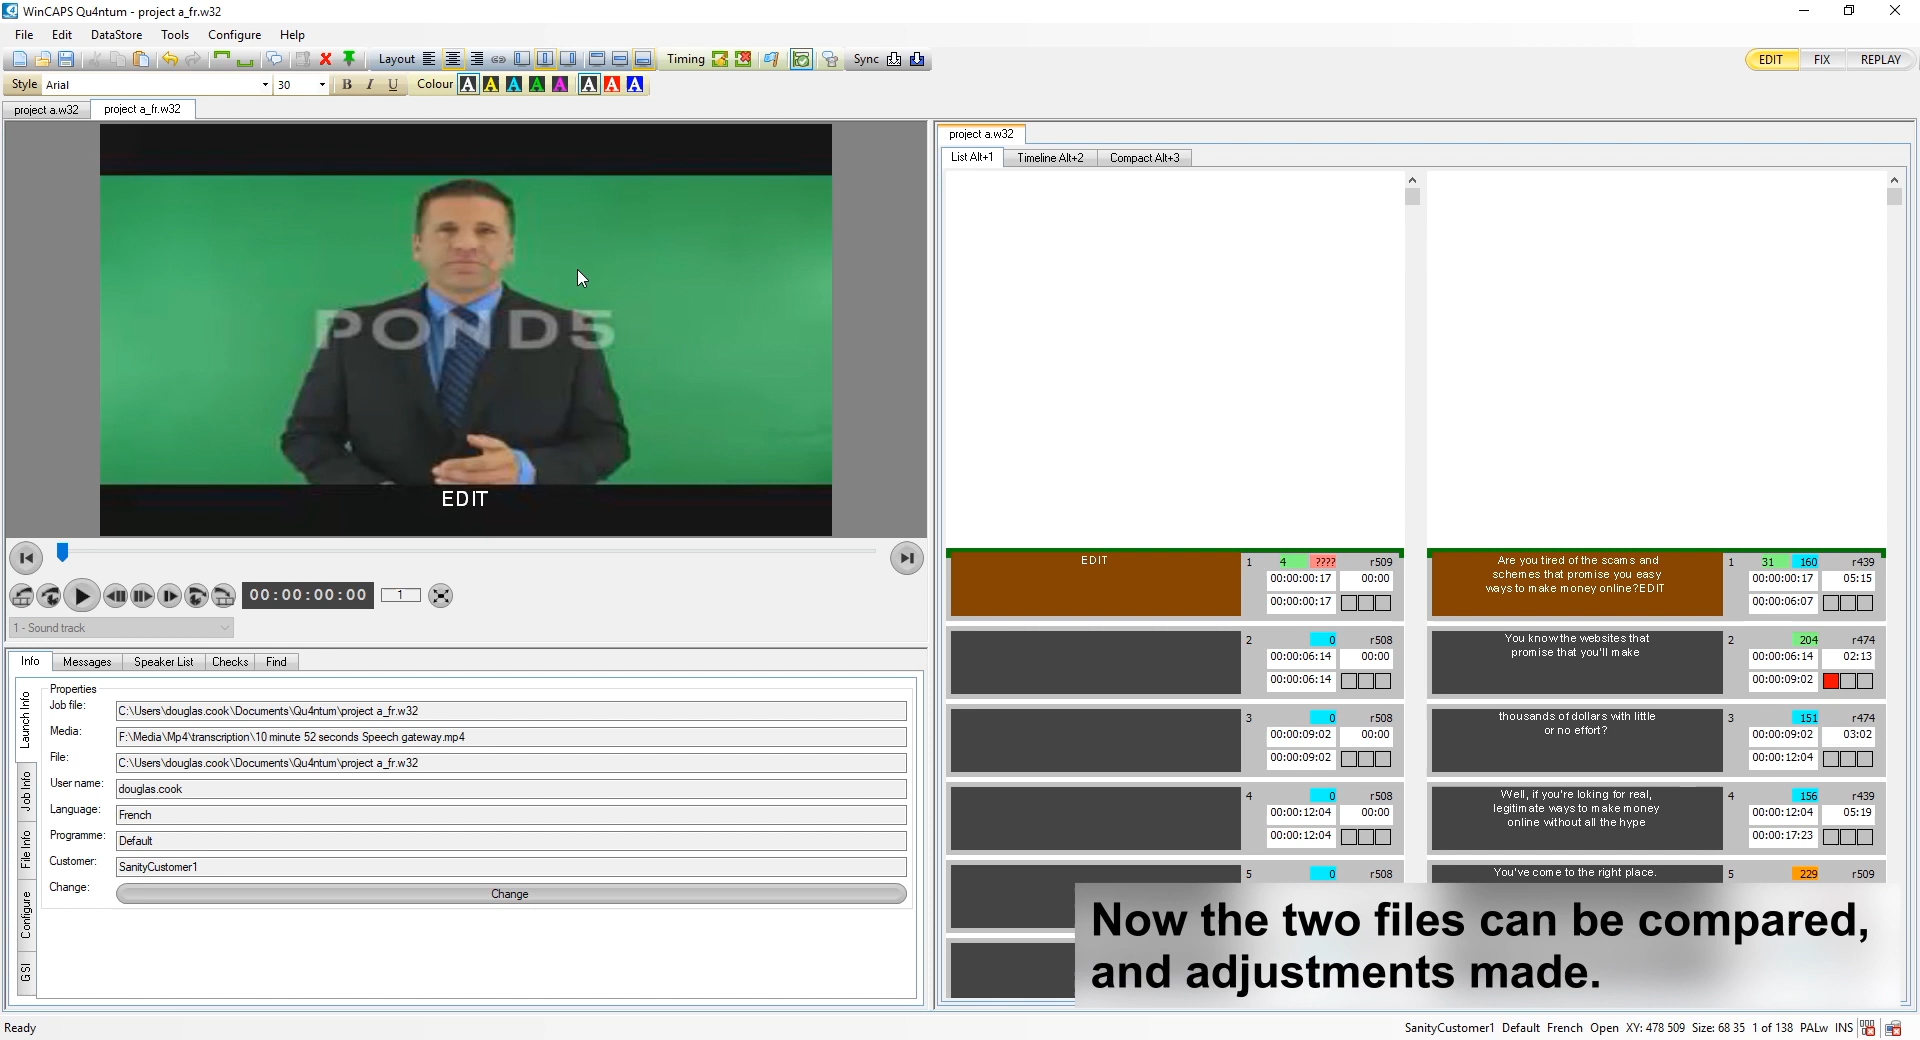 WinCAPS Qu4ntum - project a_fr.w32
File Edit DataStore Tools Configure Help
Layout Timing Sync EDIT FIX REPLAY
Style Arial 30 B I U Colour A A A A A A A A
project a.w32 project a_fr.w32
POND5
EDIT
00:00:00:00 1
1 - Sound track
Info Messages Speaker List Checks Find
Launch Info
Job Info
File Info
Configure
GSI
Properties
Job file: C:\Users\douglas.cook\Documents\Qu4ntum\project a_fr.w32
Media: F:\Media\Mp4\transcription\10 minute 52 seconds Speech gateway.mp4
File: C:\Users\douglas.cook\Documents\Qu4ntum\project a_fr.w32
User name: douglas.cook
Language: French
Programme: Default
Customer: SanityCustomer1
Change: Change
project a.w32
List Alt+1 Timeline Alt+2 Compact Alt+3
EDIT 1 4 ???? r509
00:00:00:17 00:00
00:00:00:17
2 0 r508
00:00:06:14 00:00
00:00:06:14
3 0 r508
00:00:09:02 00:00
00:00:09:02
4 0 r508
00:00:12:04 00:00
00:00:12:04
5 0 r508
Are you tired of the scams and
schemes that promise you easy
ways to make money online?EDIT
1 31 160 r439
00:00:00:17 05:15
00:00:06:07
You know the websites that
promise that you'll make
2 204 r474
00:00:06:14 02:13
00:00:09:02
thousands of dollars with little
or no effort?
3 151 r474
00:00:09:02 03:02
00:00:12:04
Well, if you're loking for real,
legitimate ways to make money
online without all the hype
4 156 r439
00:00:12:04 05:19
00:00:17:23
You've come to the right place.
5 229 r509
Now the two files can be compared,
and adjustments made.
Ready
SanityCustomer1 Default French Open XY: 478 509 Size: 68 35 1 of 138 PALw INS